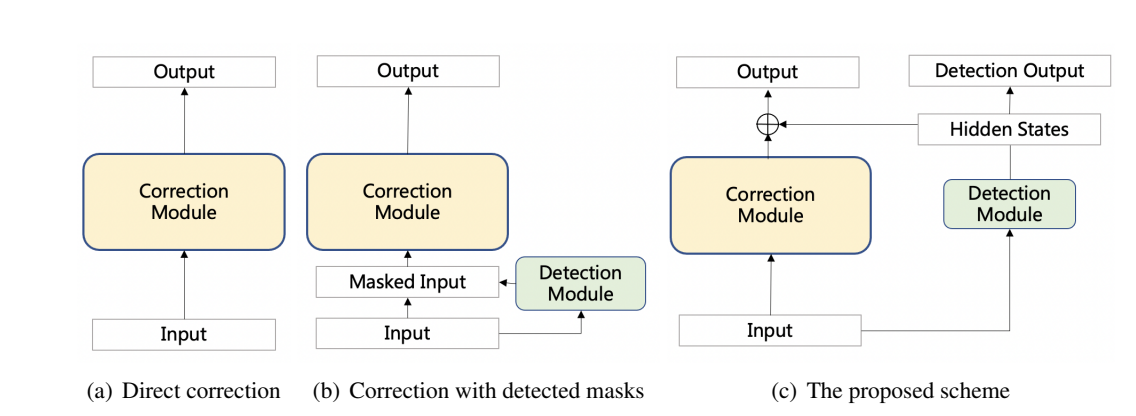 Output
Correction
Module
Input
(a) Direct correction
Output
Correction
Module
Masked Input
Detection
Module
Input
(b) Correction with detected masks
Output
Detection Output
Hidden States
Correction
Module
Detection
Module
Input
(c) The proposed scheme